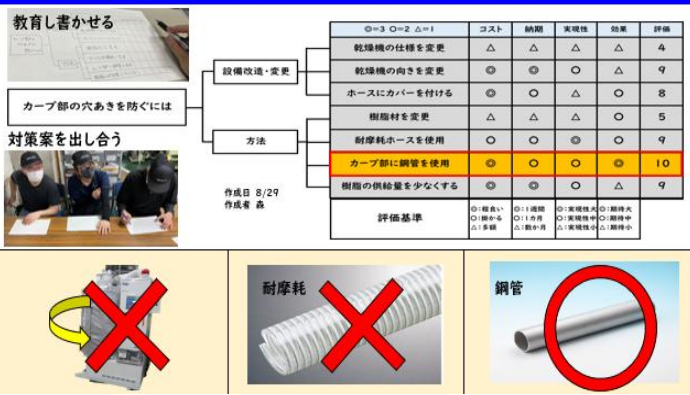 教育し書かせる
カーブ部の穴あきを防ぐには
対策案を出し合う
設備改造・変更
方法
作成日 8/29
作成者 森
◎=3 ○=2 △=1 コスト 納期 実現性 効果 評価
乾燥機の仕様を変更 △ △ △ △ 4
乾燥機の向きを変更 ◎ ◎ ○ △ 9
ホースにカバーを付ける ◎ ○ △ ○ 8
樹脂材を変更 △ △ △ ○ 5
耐摩耗ホースを使用 ○ ○ ◎ ○ 9
カーブ部に鋼管を使用 ◎ ○ ○ ◎ 10
樹脂の供給量を少なくする ◎ ◎ ○ △ 9
評価基準
◎:程良い ◎:1週間 ◎:実現性大 ◎:期待大
○:掛かる ○:1カ月 ○:実現性中 ○:期待中
△:多額 △:数か月 △:実現性小 △:期待小
耐摩耗
鋼管